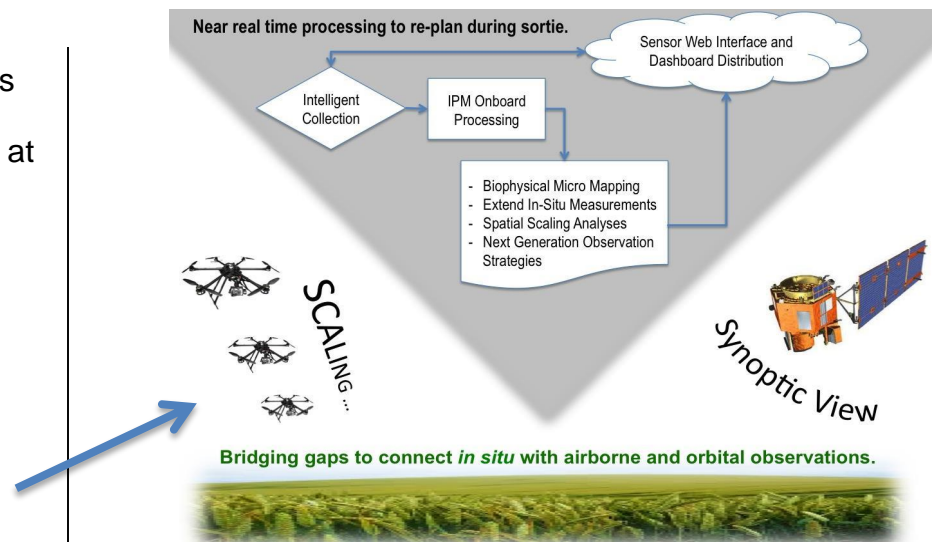 s
at
Near real time processing to re-plan during sortie.
Sensor Web Interface and
Dashboard Distribution
Intelligent
Collection
IPM Onboard
Processing
- Biophysical Micro Mapping
- Extend In-Situ Measurements
- Spatial Scaling Analyses
- Next Generation Observation
Strategies
SCALING ...
Synoptic View
Bridging gaps to connect in situ with airborne and orbital observations.